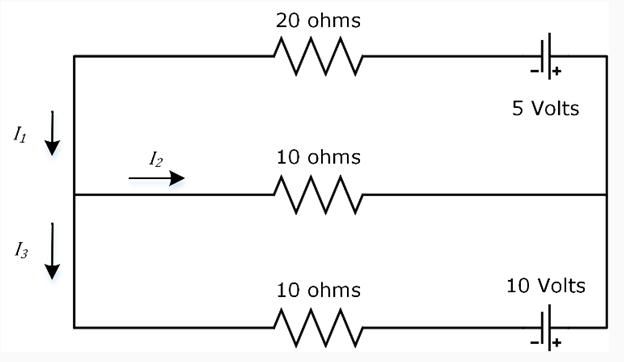 20 ohms
- +
5 Volts
I₁
I₂
10 ohms
I₃
10 ohms
10 Volts
- +